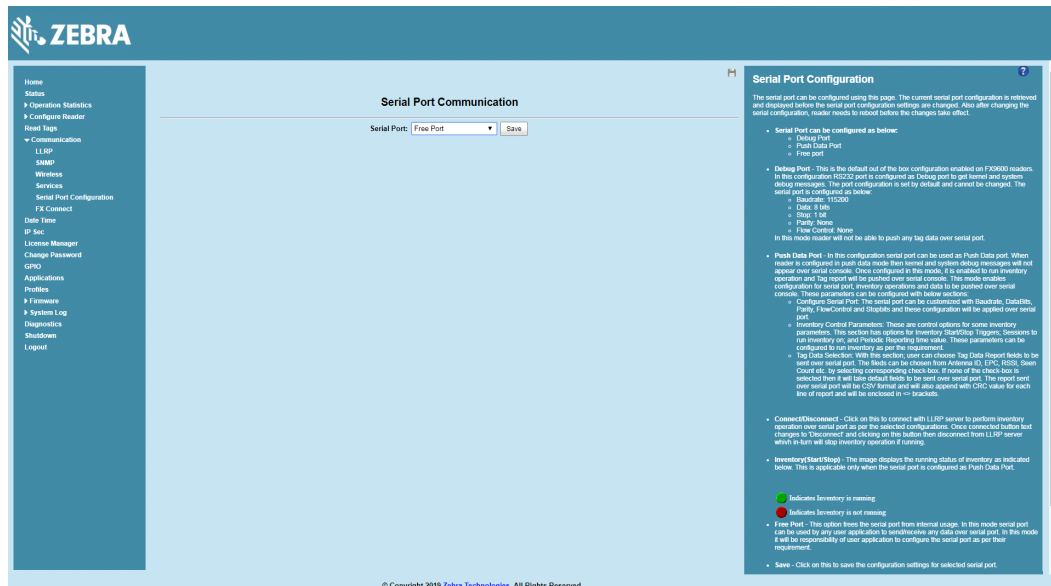 ZEBRA
Home
Status
Operation Statistics
Configure Reader
Read Tags
Communication
LLRP
SNMP
Wireless
Services
Serial Port Configuration
FX Connect
Date Time
IP Sec
License Manager
Change Password
GPIO
Applications
Profiles
Firmware
System Log
Diagnostics
Shutdown
Logout
Serial Port Communication
Serial Port: Free Port Save
?
Serial Port Configuration
The serial port can be configured using this page. The current serial port configuration is retrieved
and displayed before the serial port configuration settings are changed. Also after changing the
serial configuration, reader needs to reboot before the changes take effect.
Serial Port can be configured as below:
Debug Port
Push Data Port
Free port
Debug Port - This is the default out of the box configuration enabled on FX9600 readers.
In this configuration RS232 port is configured as Debug port to get kernel and system
debug messages. The port configuration is set by default and cannot be changed. The
serial port is configured as below:
Baudrate: 115200
Data: 8 bits
Stop: 1 bit
Parity: None
Flow Control: None
In this mode reader will not be able to push any tag data over serial port.
Push Data Port - In this configuration serial port can be used as Push Data port. When
reader is configured in push data mode then kernel and system debug messages will not
appear over serial console. Once configured in this mode, it is enabled to run inventory
operation and Tag report will be pushed over serial console. This mode enables
configuration for serial port, inventory operations and data to be pushed over serial
console. These parameters can be configured with below sections:
Configure Serial Port: The serial port can be customized with Baudrate, DataBits,
Parity, FlowControl and Stopbits and these configuration will be applied over serial
port.
Inventory Control Parameters: These are control options for some inventory
parameters. This section has options for Inventory Start/Stop Triggers; Sessions to
run inventory on; and Periodic Reporting time value. These parameters can be
configured to run inventory as per the requirement.
Tag Data Selection: With this section; user can choose Tag Data Report fields to be
sent over serial port. The fileds can be chosen from Antenna ID, EPC, RSSI, Seen
Count etc. by selecting corresponding check-box. If none of the check-box is
selected then it will take default fields to be sent over serial port. The report sent
over serial port will be CSV format and will also append with CRC value for each
line of report and will be enclosed in <> brackets.
Connect/Disconnect - Click on this to connect with LLRP server to perform inventory
operation over serial port as per the selected configurations. Once connected button text
changes to 'Disconnect' and clicking on this button then disconnect from LLRP server
whivh in-turn will stop inventory operation if running.
Inventory(Start/Stop) - The image displays the running status of inventory as indicated
below. This is applicable only when the serial port is configured as Push Data Port.
Indicates Inventory is running
Indicates Inventory is not running
Free Port - This option frees the serial port from internal usage. In this mode serial port
can be used by any user application to send/receive any data over serial port. In this mode
it will be responsibility of user application to configure the serial port as per their
requirement.
Save - Click on this to save the configuration settings for selected serial port.
© Copyright 2019 Zebra Technologies. All Rights Reserved